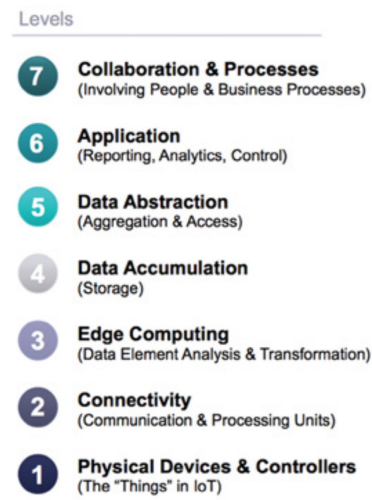 Levels
7
Collaboration & Processes
(Involving People & Business Processes)
6
Application
(Reporting, Analytics, Control)
5
Data Abstraction
(Aggregation & Access)
4
Data Accumulation
(Storage)
3
Edge Computing
(Data Element Analysis & Transformation)
2
Connectivity
(Communication & Processing Units)
1
Physical Devices & Controllers
(The “Things” in IoT)